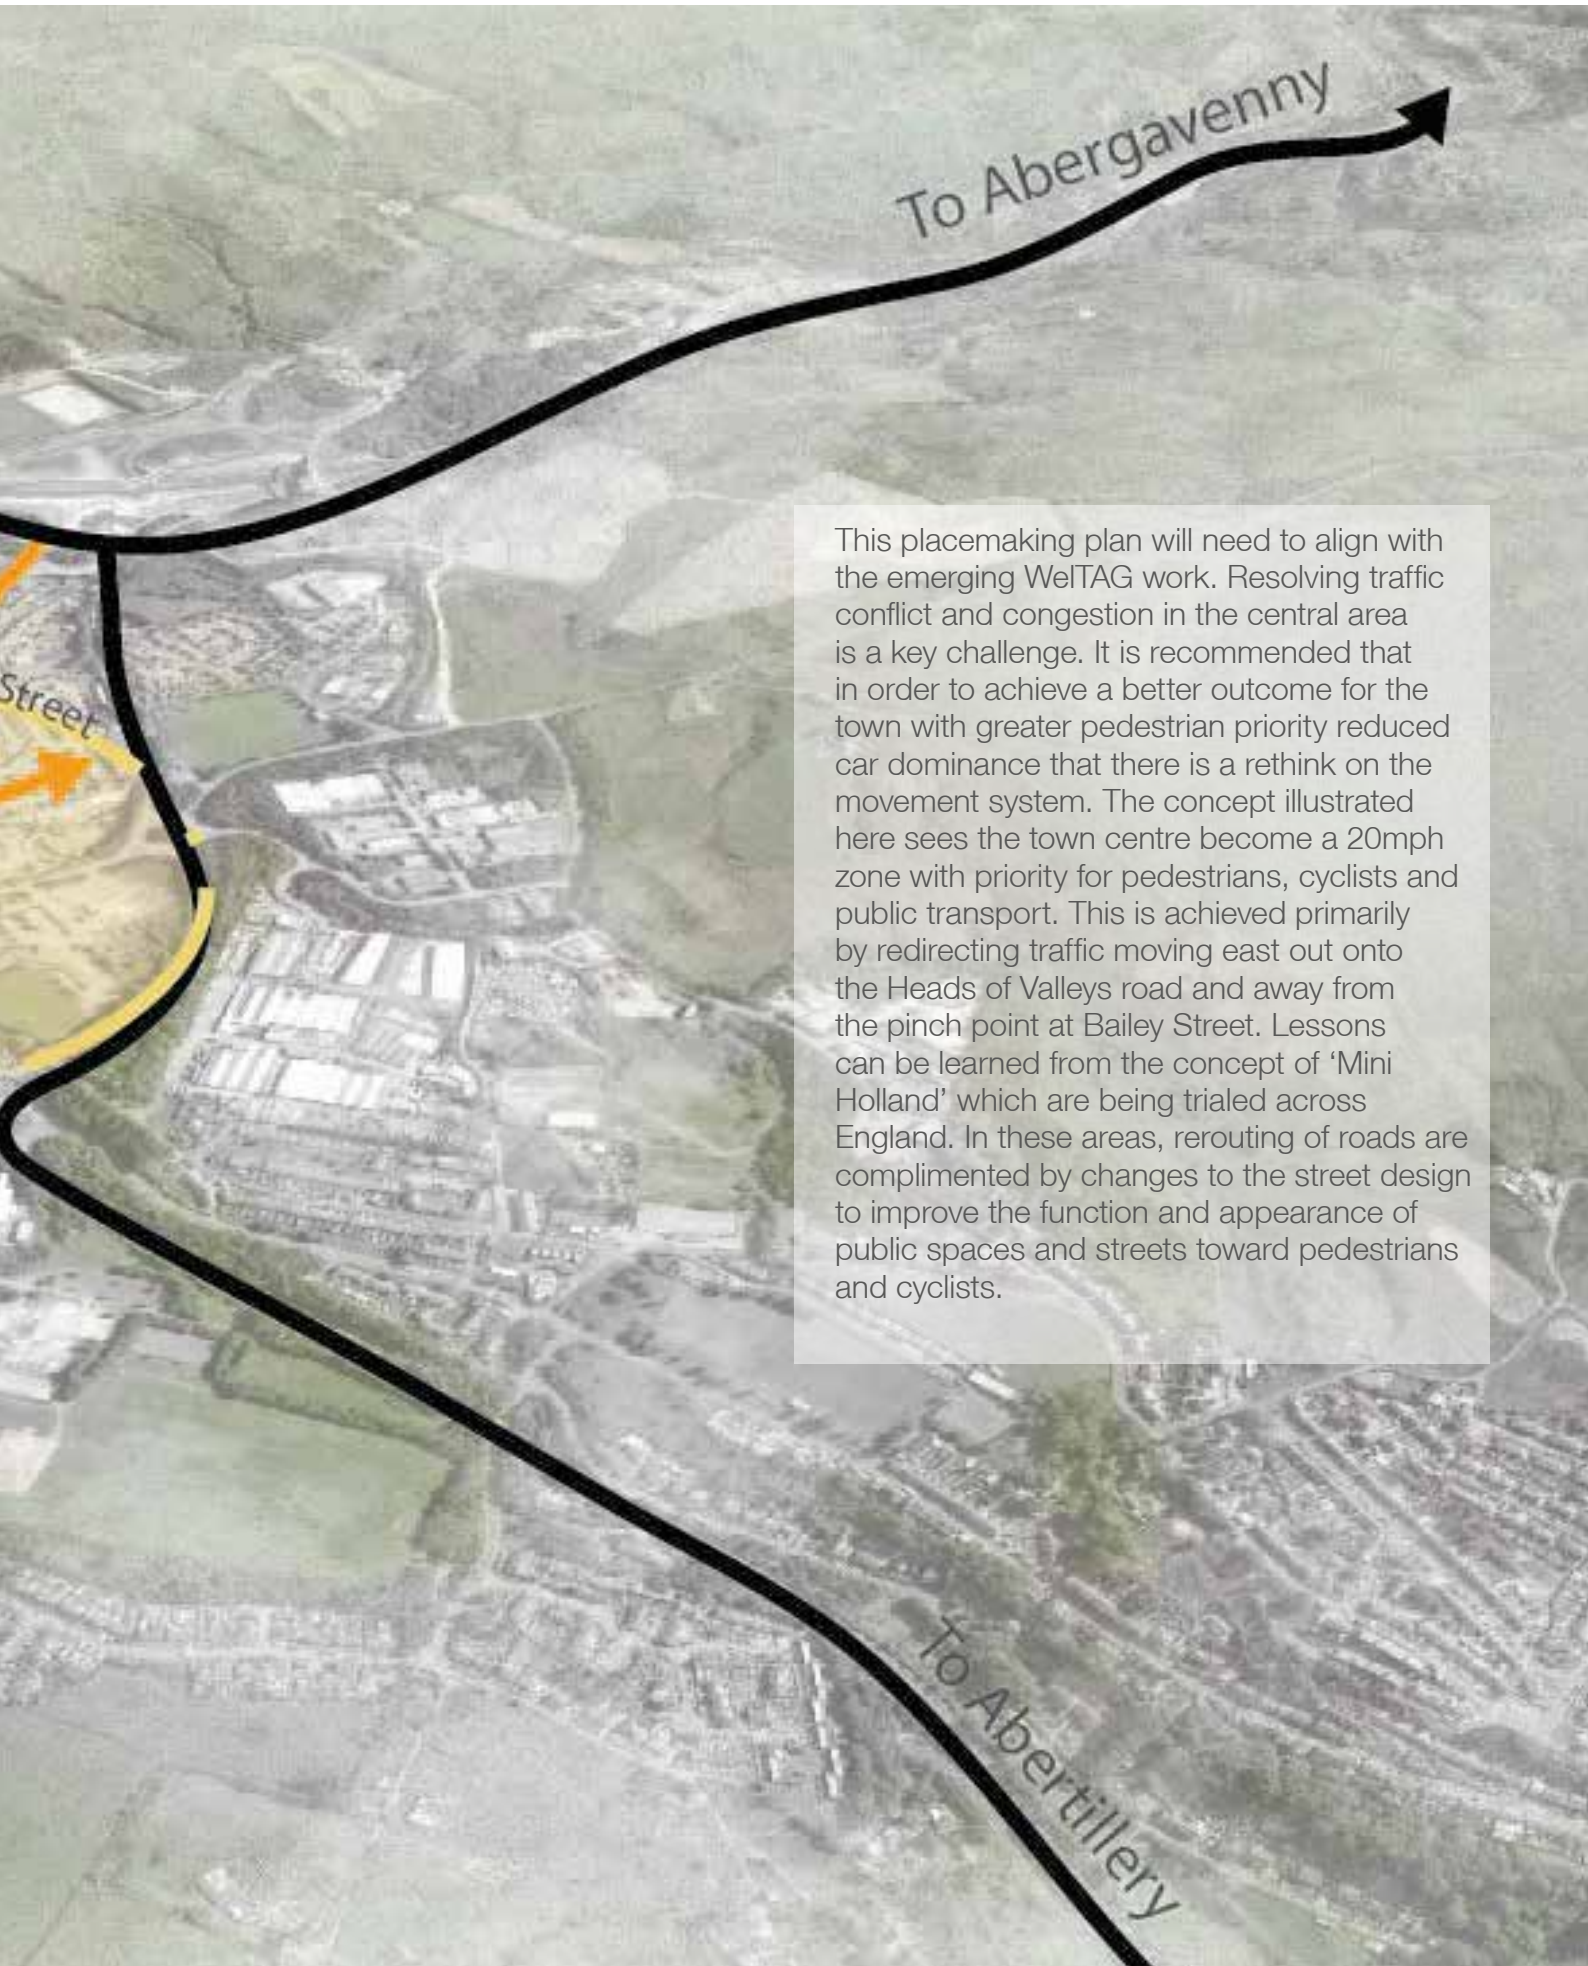 To Abergavenny
Street
This placemaking plan will need to align with
the emerging WelTAG work. Resolving traffic
conflict and congestion in the central area
is a key challenge. It is recommended that
in order to achieve a better outcome for the
town with greater pedestrian priority reduced
car dominance that there is a rethink on the
movement system. The concept illustrated
here sees the town centre become a 20mph
zone with priority for pedestrians, cyclists and
public transport. This is achieved primarily
by redirecting traffic moving east out onto
the Heads of Valleys road and away from
the pinch point at Bailey Street. Lessons
can be learned from the concept of ‘Mini
Holland’ which are being trialed across
England. In these areas, rerouting of roads are
complimented by changes to the street design
to improve the function and appearance of
public spaces and streets toward pedestrians
and cyclists.
To Abertillery